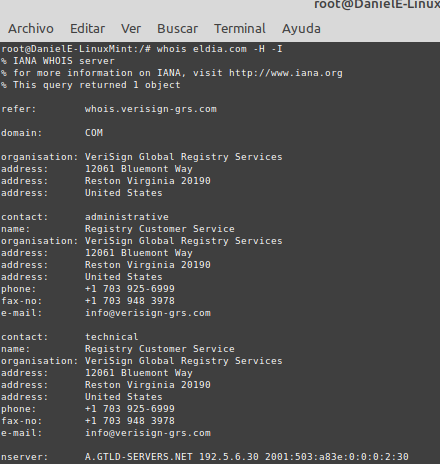 root@DanielE-Linux
Archivo Editar Ver Buscar Terminal Ayuda
root@DanielE-LinuxMint:/# whois eldia.com -H -I
% IANA WHOIS server
% for more information on IANA, visit http://www.iana.org
% This query returned 1 object
refer: whois.verisign-grs.com
domain: COM
organisation: VeriSign Global Registry Services
address: 12061 Bluemont Way
address: Reston Virginia 20190
address: United States
contact: administrative
name: Registry Customer Service
organisation: VeriSign Global Registry Services
address: 12061 Bluemont Way
address: Reston Virginia 20190
address: United States
phone: +1 703 925-6999
fax-no: +1 703 948 3978
e-mail: info@verisign-grs.com
contact: technical
name: Registry Customer Service
organisation: VeriSign Global Registry Services
address: 12061 Bluemont Way
address: Reston Virginia 20190
address: United States
phone: +1 703 925-6999
fax-no: +1 703 948 3978
e-mail: info@verisign-grs.com
nserver: A.GTLD-SERVERS.NET 192.5.6.30 2001:503:a83e:0:0:0:2:30